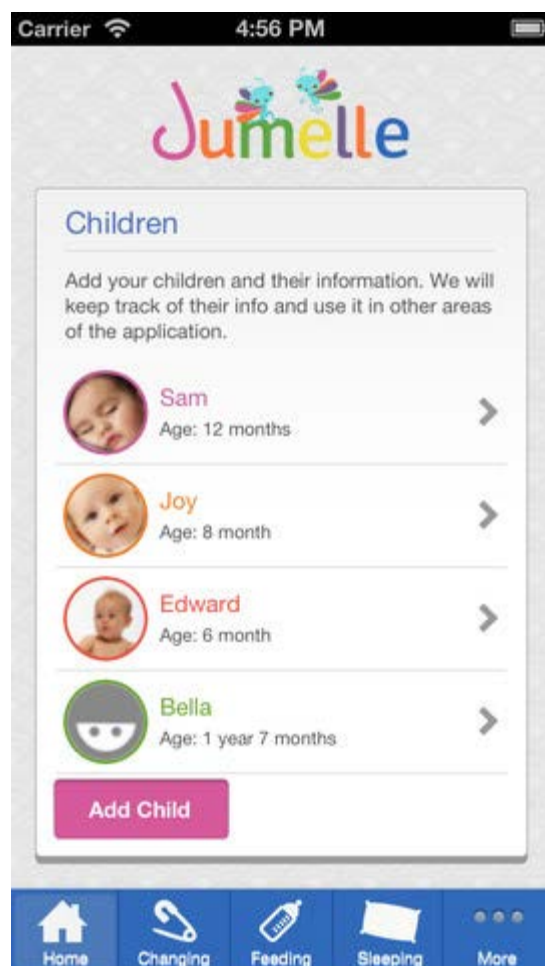 Carrier 4:56 PM
Jumelle
Children
Add your children and their information. We will
keep track of their info and use it in other areas
of the application.
Sam
Age: 12 months
Joy
Age: 8 month
Edward
Age: 6 month
Bella
Age: 1 year 7 months
Add Child
Home Changing Feeding Sleeping More